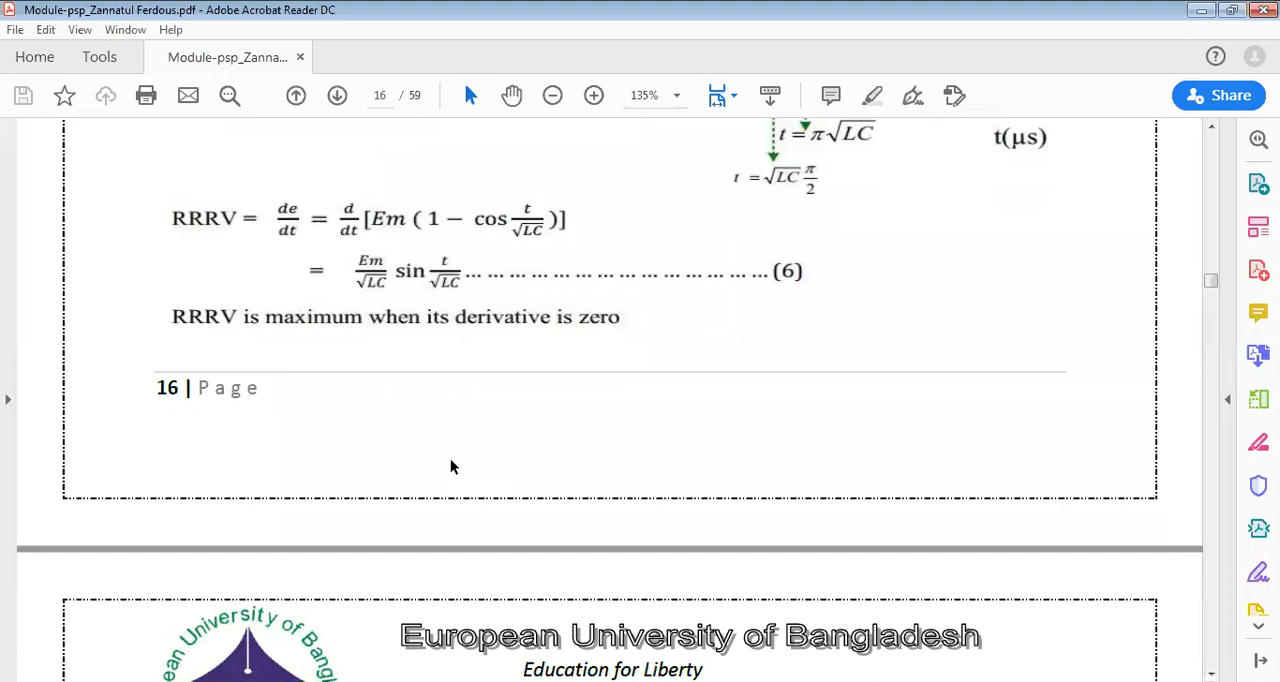 Module-psp_Zannatul Ferdous.pdf - Adobe Acrobat Reader DC
File Edit View Window Help
Home Tools Module-psp_Zanna... ×
16 / 59 135% Share
t = π√LC t(μs)
t = √LC π/2
RRRV = de/dt = d/dt [Em ( 1 − cos t/√LC )]
= Em/√LC sin t/√LC ... ... ... ... ... ... ... ... ... ... ... ... ... ... (6)
RRRV is maximum when its derivative is zero
16 | P a g e
European University of Bangladesh
Education for Liberty